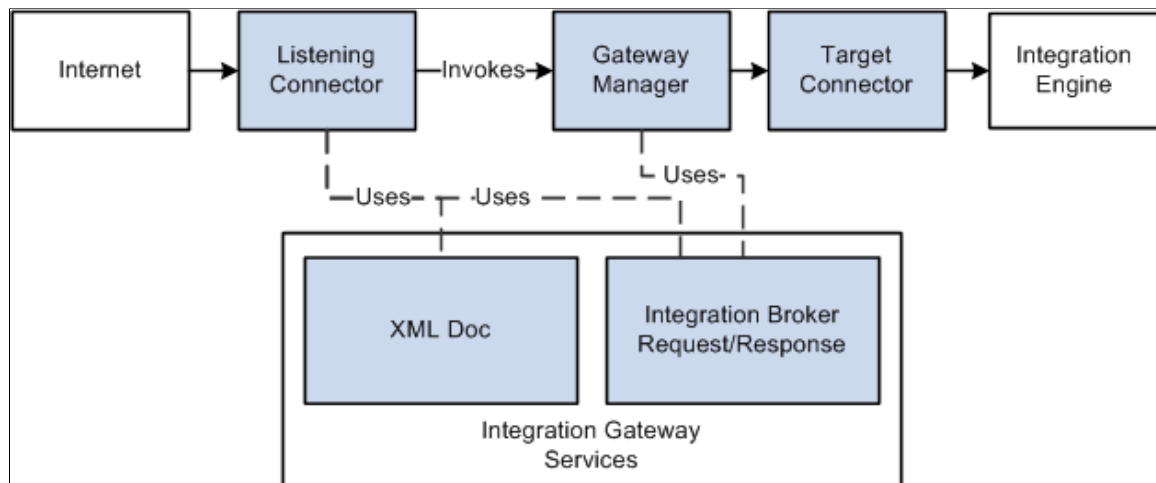 Internet
Listening
Connector
Invokes
Gateway
Manager
Target
Connector
Integration
Engine
Uses
Uses
Uses
XML Doc
Integration Broker
Request/Response
Integration Gateway
Services